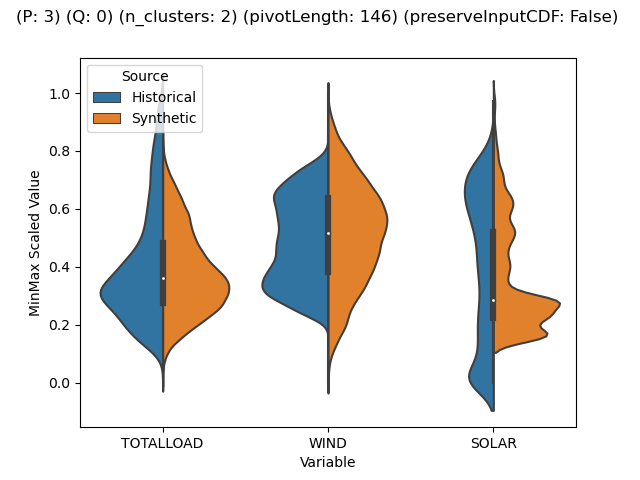 (P: 3) (Q: 0) (n_clusters: 2) (pivotLength: 146) (preserveInputCDF: False)
Source
Historical
Synthetic
MinMax Scaled Value
1.0
0.8
0.6
0.4
0.2
0.0
TOTALLOAD
WIND
SOLAR
Variable